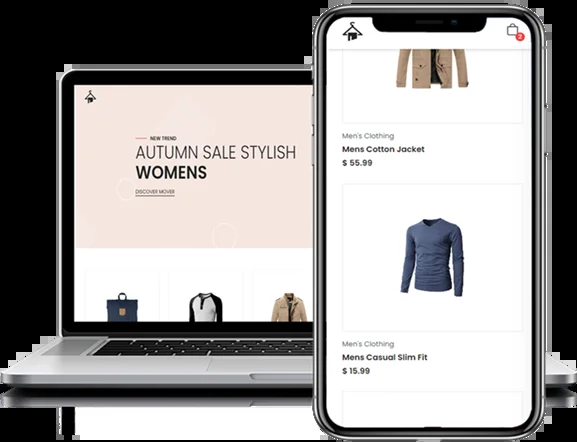 NEW TREND
AUTUMN SALE STYLISH
WOMENS
DISCOVER MOVER
2
Men's Clothing
Mens Cotton Jacket
$ 55.99
Men's Clothing
Mens Casual Slim Fit
$ 15.99